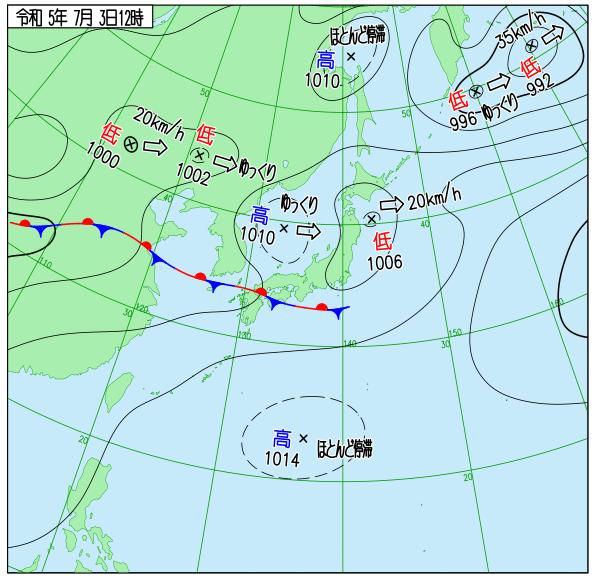 令和 5年 7月 3日12時
ほとんど停滞
高
1010
35km/h
低
992
低
996
ゆっくり
50
50
20km/h
低
1000
低
1002
ゆっくり
40
高
1010
ゆっくり
20km/h
低
1006
40
110
120
30
130
140
150
30
160
高
1014
ほとんど停滞
20
20